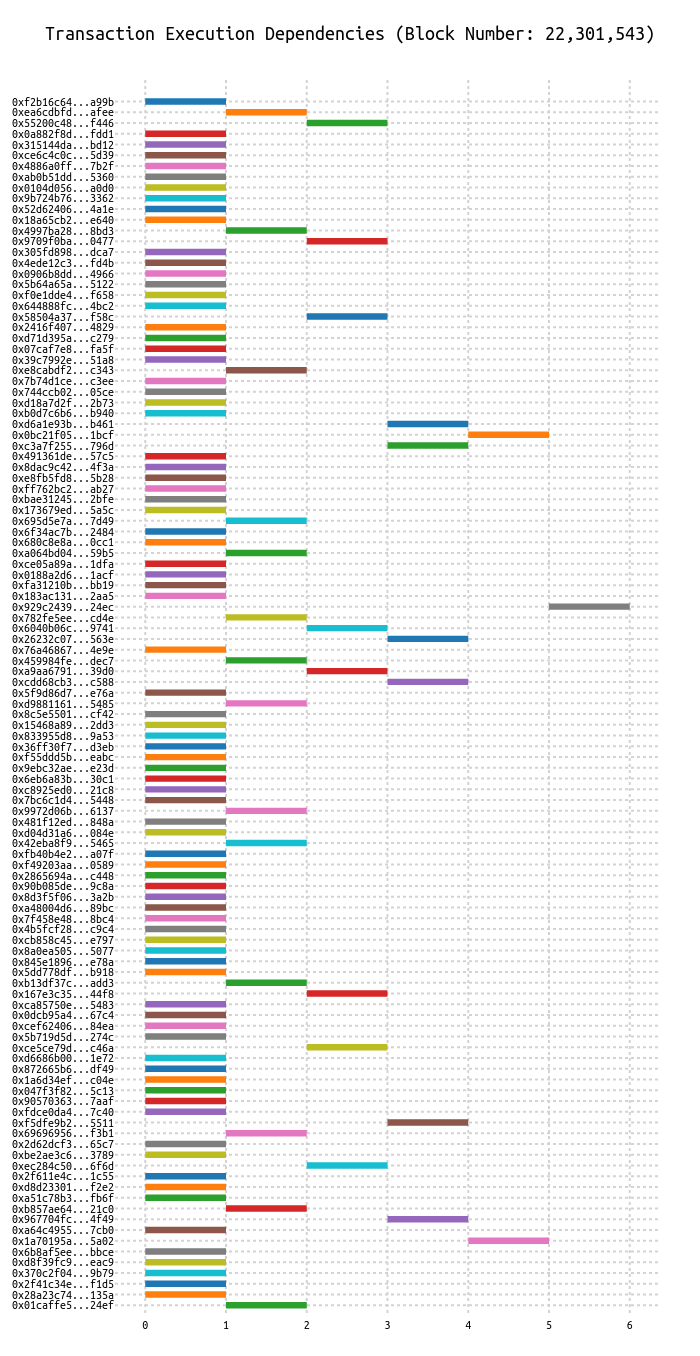 Transaction Execution Dependencies (Block Number: 22,301,543)
0xf2b16c64...a99b
0xea6cdbfd...afee
0x55200c48...f446
0x0a882f8d...fdd1
0x315144da...bd12
0xce6c4c0c...5d39
0x4886a0ff...7b2f
0xab0b51dd...5360
0x0104d056...a0d0
0x9b724b76...3362
0x52d62406...4a1e
0x18a65cb2...e640
0x4997ba28...8bd3
0x9709f0ba...0477
0x305fd898...dca7
0x4ede12c3...fd4b
0x0906b8dd...4966
0x5b64a65a...5122
0xf0e1dde4...f658
0x644888fc...4bc2
0x58504a37...f58c
0x2416f407...4829
0xd71d395a...c279
0x07caf7e8...fa5f
0x39c7992e...51a8
0xe8cabdf2...c343
0x7b74d1ce...c3ee
0x744ccb02...05ce
0xd18a7d2f...2b73
0xb0d7c6b6...b940
0xd6a1e93b...b461
0x0bc21f05...1bcf
0xc3a7f255...796d
0x491361de...57c5
0x8dac9c42...4f3a
0xe8fb5fd8...5b28
0xff762bc2...ab27
0xbae31245...2bfe
0x173679ed...5a5c
0x695d5e7a...7d49
0x6f34ac7b...2484
0x680c8e8a...0cc1
0xa064bd04...59b5
0xce05a89a...1dfa
0x0188a2d6...1acf
0xfa31210b...bb19
0x183ac131...2aa5
0x929c2439...24ec
0x782fe5ee...cd4e
0x6040b06c...9741
0x26232c07...563e
0x76a46867...4e9e
0x459984fe...dec7
0xa9aa6791...39d0
0xcdd68cb3...c588
0x5f9d86d7...e76a
0xd9881161...5485
0x8c5e5501...cf42
0x15468a89...2dd3
0x833955d8...9a53
0x36ff30f7...d3eb
0xf55ddd5b...eabc
0x9ebc32ae...e23d
0x6eb6a83b...30c1
0xc8925ed0...21c8
0x7bc6c1d4...5448
0x9972d06b...6137
0x481f12ed...848a
0xd04d31a6...084e
0x42eba8f9...5465
0xfb40b4e2...a07f
0xf49203aa...0589
0x2865694a...c448
0x90b085de...9c8a
0x8d3f5f06...3a2b
0xa48004d6...89bc
0x7f458e48...8bc4
0x4b5fcf28...c9c4
0xcb858c45...e797
0x8a0ea505...5077
0x845e1896...e78a
0x5dd778df...b918
0xb13df37c...add3
0x167e3c35...44f8
0xca85750e...5483
0x0dcb95a4...67c4
0xcef62406...84ea
0x5b719d5d...274c
0xce5ce79d...c46a
0xd6686b00...1e72
0x872665b6...df49
0x1a6d34ef...c04e
0x047f3f82...5c13
0x90570363...7aaf
0xfdce0da4...7c40
0xf5dfe9b2...5511
0x69696956...f3b1
0x2d62dcf3...65c7
0xbe2ae3c6...3789
0xec284c50...6f6d
0x2f611e4c...1c55
0xd8d23301...f2e2
0xa51c78b3...fb6f
0xb857ae64...21c0
0x967704fc...4f49
0xa64c4955...7cb0
0x1a70195a...5a02
0x6b8af5ee...bbce
0xd8f39fc9...eac9
0x370c2f04...9b79
0x2f41c34e...f1d5
0x28a23c74...135a
0x01caffe5...24ef
0 1 2 3 4 5 6